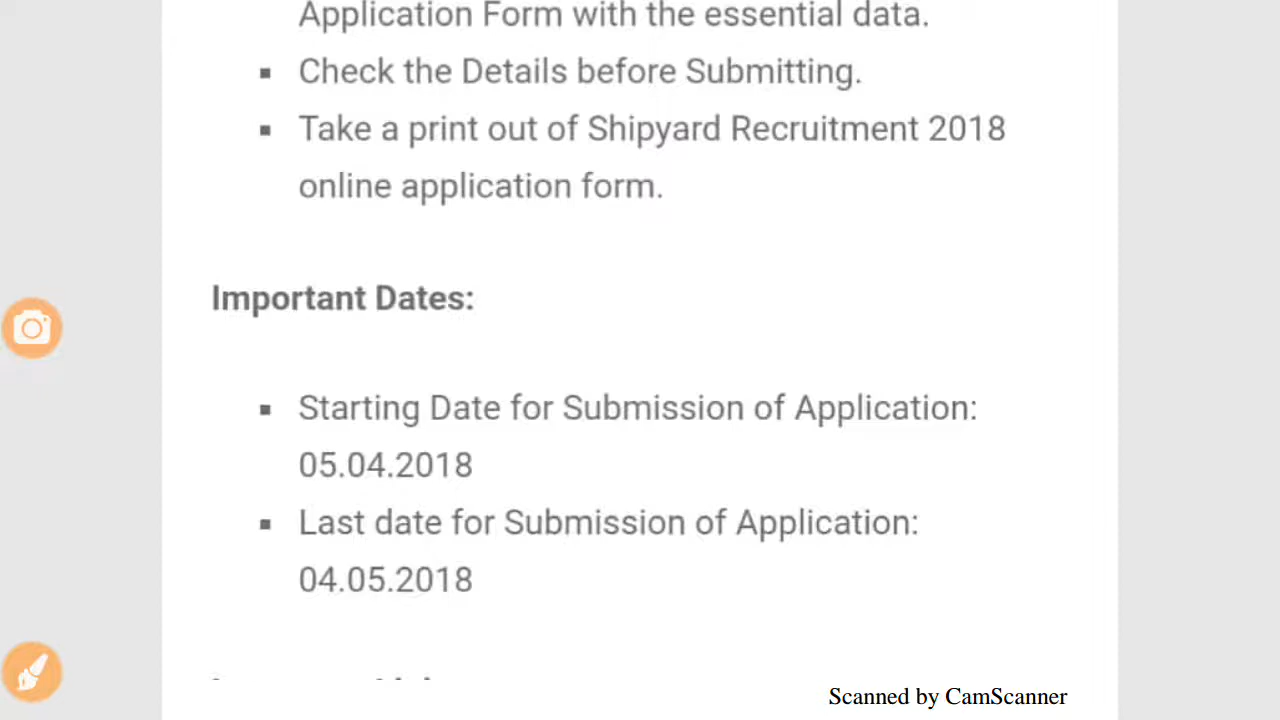 Application Form with the essential data.
▪ Check the Details before Submitting.
▪ Take a print out of Shipyard Recruitment 2018
online application form.
Important Dates:
▪ Starting Date for Submission of Application:
05.04.2018
▪ Last date for Submission of Application:
04.05.2018
Scanned by CamScanner